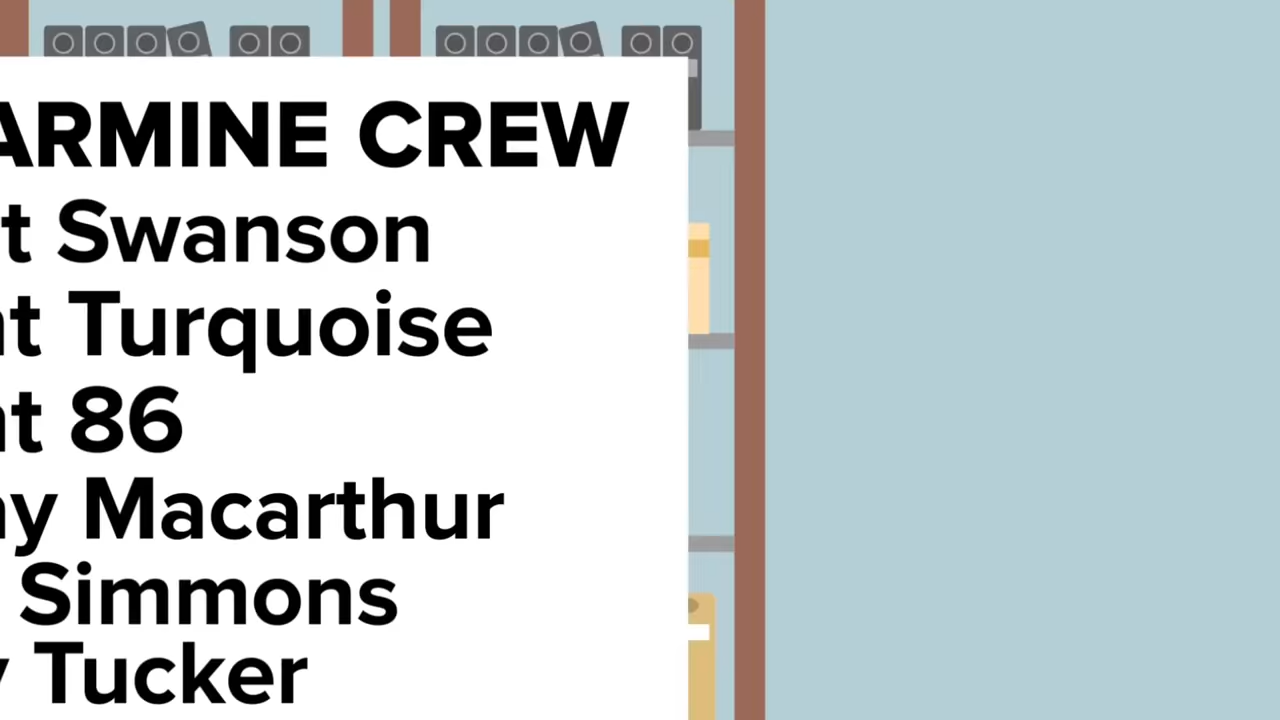 ARMINE CREW
t Swanson
nt Turquoise
nt 86
ny Macarthur
Simmons
y Tucker